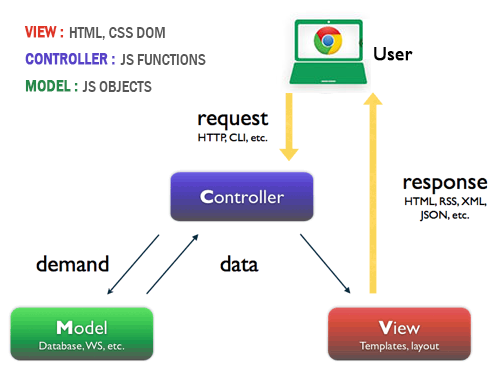 VIEW : HTML, CSS DOM
CONTROLLER : JS FUNCTIONS
MODEL : JS OBJECTS
User
request
HTTP, CLI, etc.
response
HTML, RSS, XML,
JSON, etc.
Controller
demand
data
Model
Database, WS, etc.
View
Templates, layout